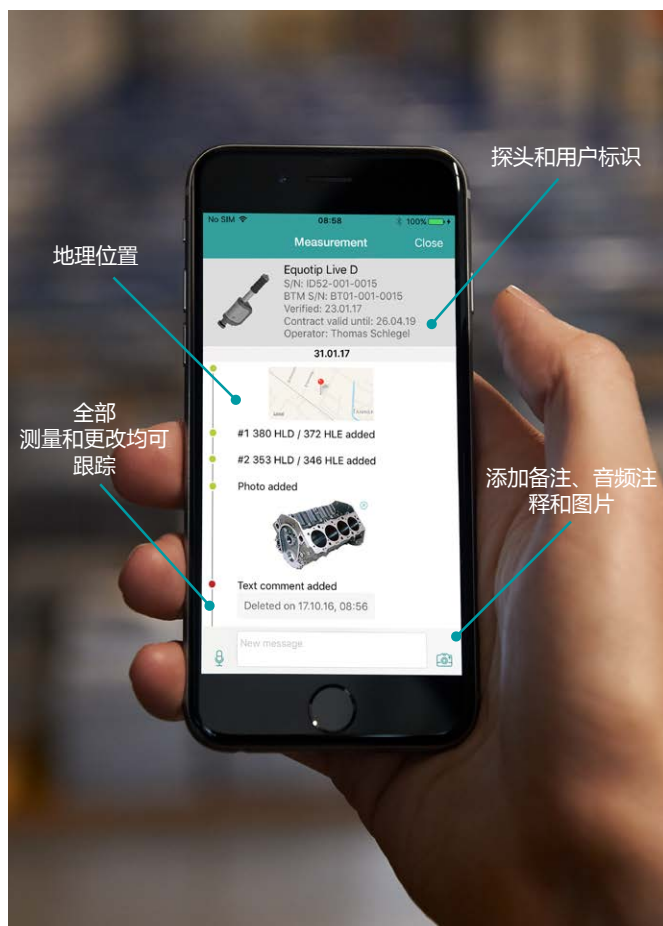 探头和用户标识
地理位置
全部
测量和更改均可
跟踪
添加备注、音频注
释和图片
No SIM 08:58 100%
Measurement Close
Equotip Live D
S/N: ID52-001-0015
BTM S/N: BT01-001-0015
Verified: 23.01.17
Contract valid until: 26.04.19
Operator: Thomas Schlegel
31.01.17
#1 380 HLD / 372 HLE added
#2 353 HLD / 346 HLE added
Photo added
Text comment added
Deleted on 17.10.16, 08:56
New message